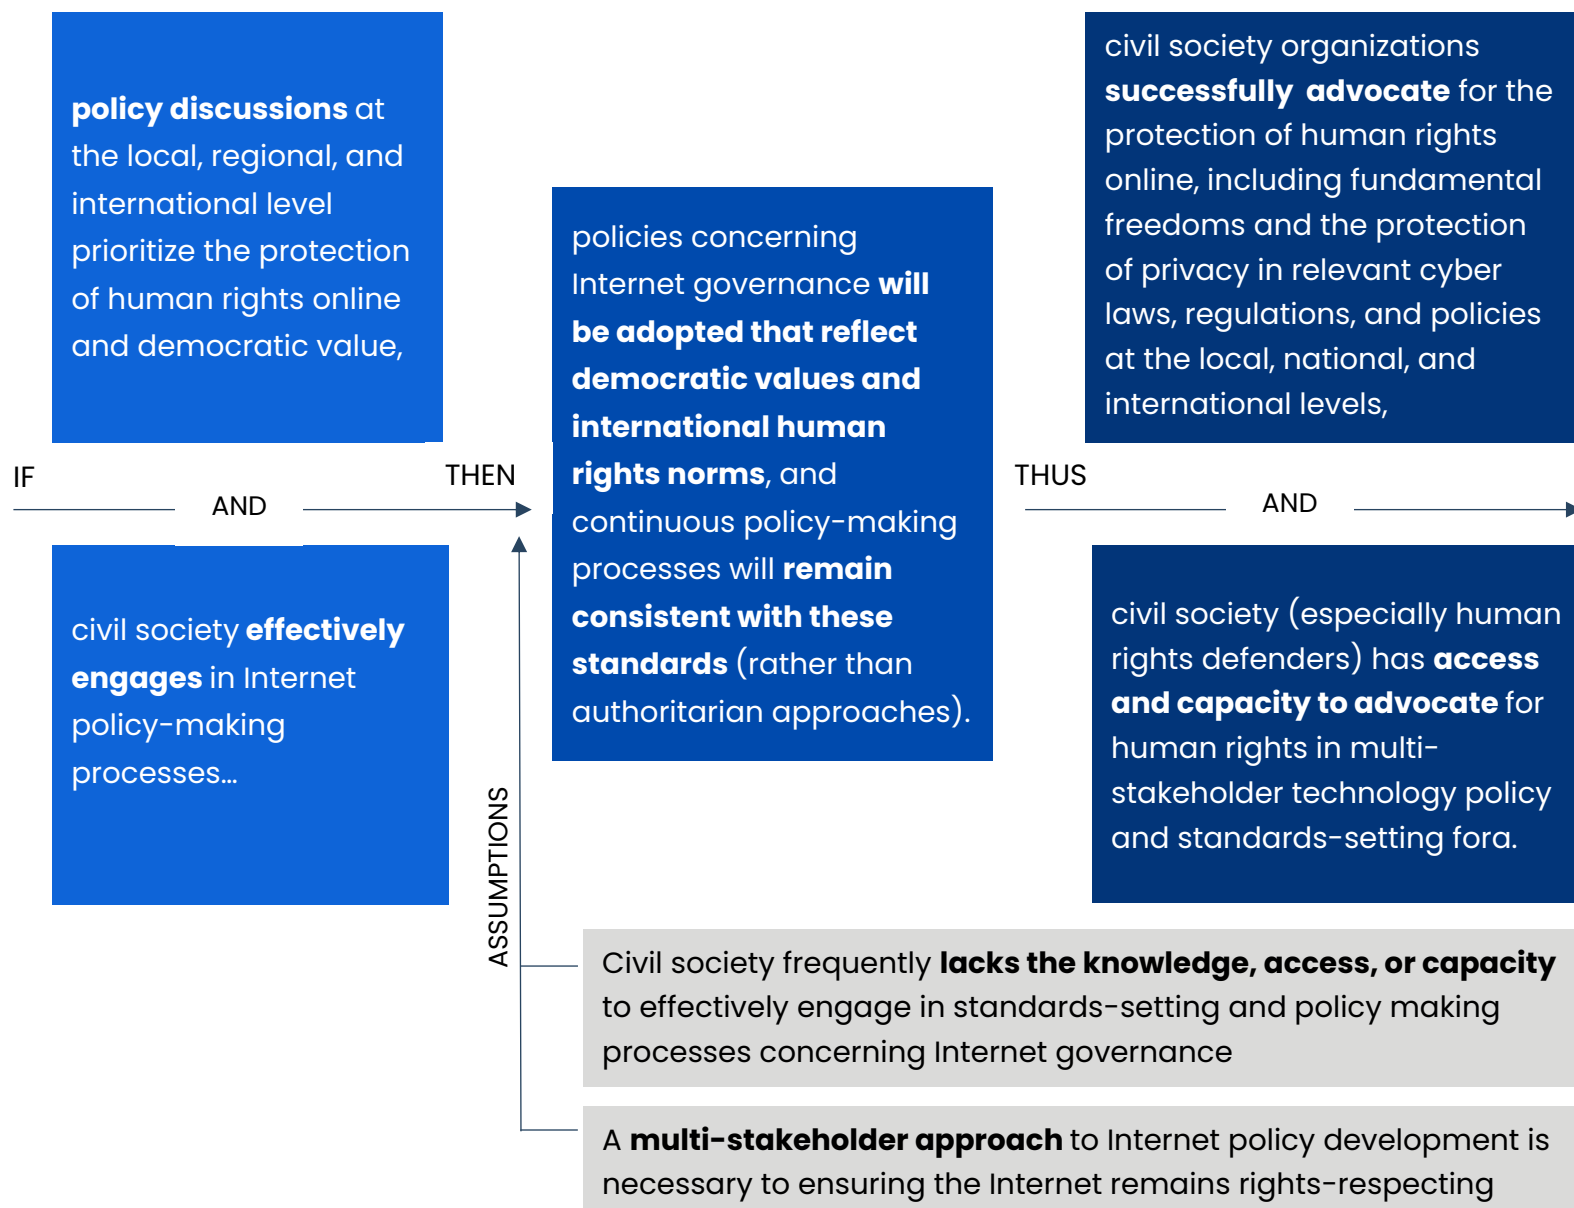 policy discussions at
the local, regional, and
international level
prioritize the protection
of human rights online
and democratic value,
IF
AND
THEN
civil society effectively
engages in Internet
policy-making
processes...
policies concerning
Internet governance will
be adopted that reflect
democratic values and
international human
rights norms, and
continuous policy-making
processes will remain
consistent with these
standards (rather than
authoritarian approaches).
THUS
civil society organizations
successfully advocate for the
protection of human rights
online, including fundamental
freedoms and the protection
of privacy in relevant cyber
laws, regulations, and policies
at the local, national, and
international levels,
AND
civil society (especially human
rights defenders) has access
and capacity to advocate for
human rights in multi-
stakeholder technology policy
and standards-setting fora.
ASSUMPTIONS
Civil society frequently lacks the knowledge, access, or capacity
to effectively engage in standards-setting and policy making
processes concerning Internet governance
A multi-stakeholder approach to Internet policy development is
necessary to ensuring the Internet remains rights-respecting